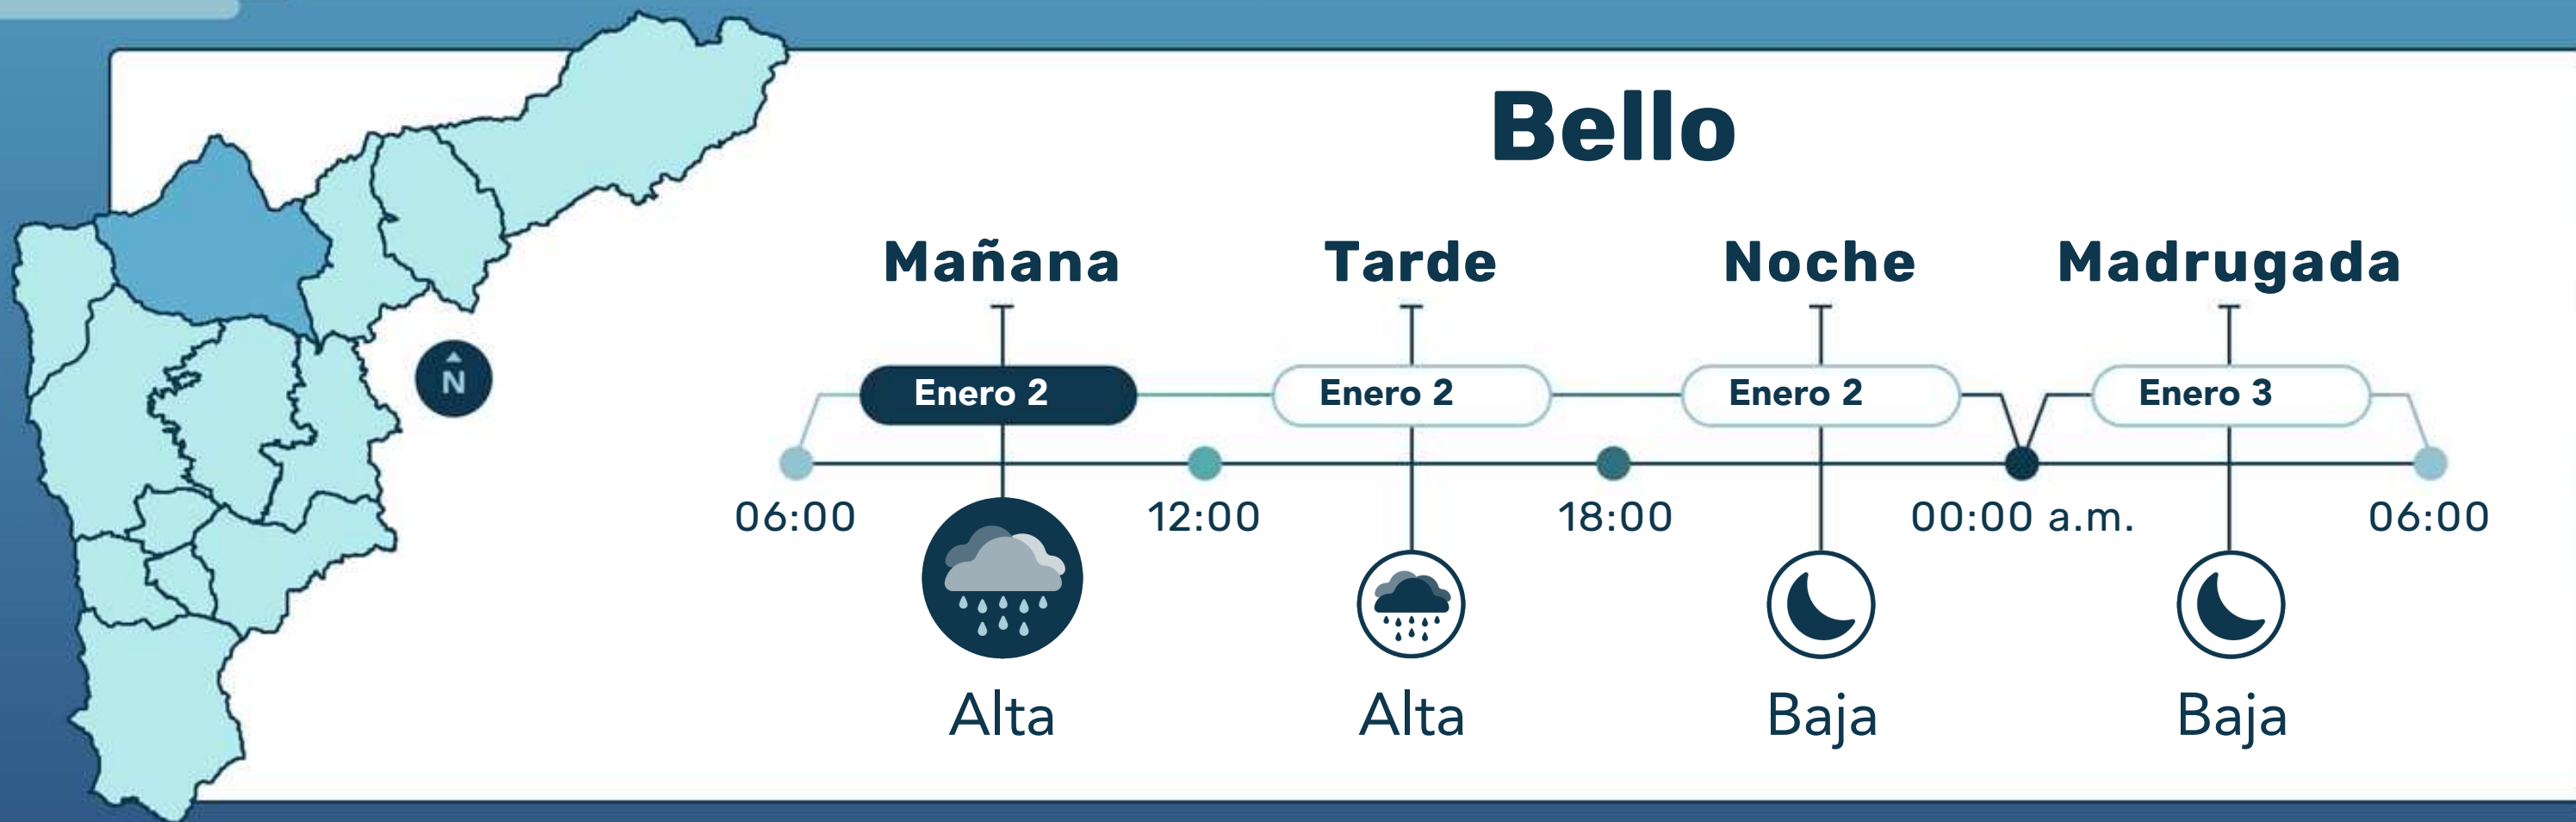 Bello
Mañana Tarde Noche Madrugada
Enero 2 Enero 2 Enero 2 Enero 3
N
06:00 12:00 18:00 00:00 a.m. 06:00
Alta Alta Baja Baja